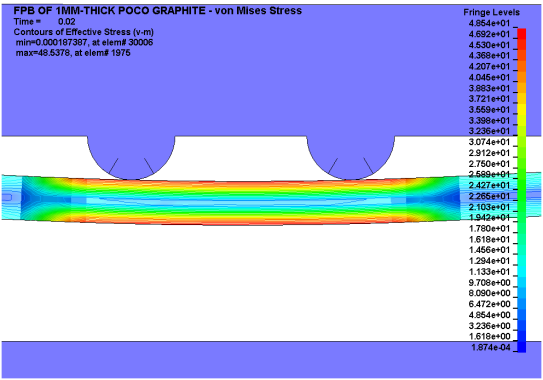 FPB OF 1MM-THICK POCO GRAPHITE - von Mises Stress
Time = 0.02
Contours of Effective Stress (v-m)
min=0.000187387, at elem# 30006
max=48.5378, at elem# 1975
Fringe Levels
4.854e+01
4.692e+01
4.530e+01
4.368e+01
4.207e+01
4.045e+01
3.883e+01
3.721e+01
3.559e+01
3.398e+01
3.236e+01
3.074e+01
2.912e+01
2.750e+01
2.589e+01
2.427e+01
2.265e+01
2.103e+01
1.942e+01
1.780e+01
1.618e+01
1.456e+01
1.294e+01
1.133e+01
9.708e+00
8.090e+00
6.472e+00
4.854e+00
3.236e+00
1.618e+00
1.874e-04